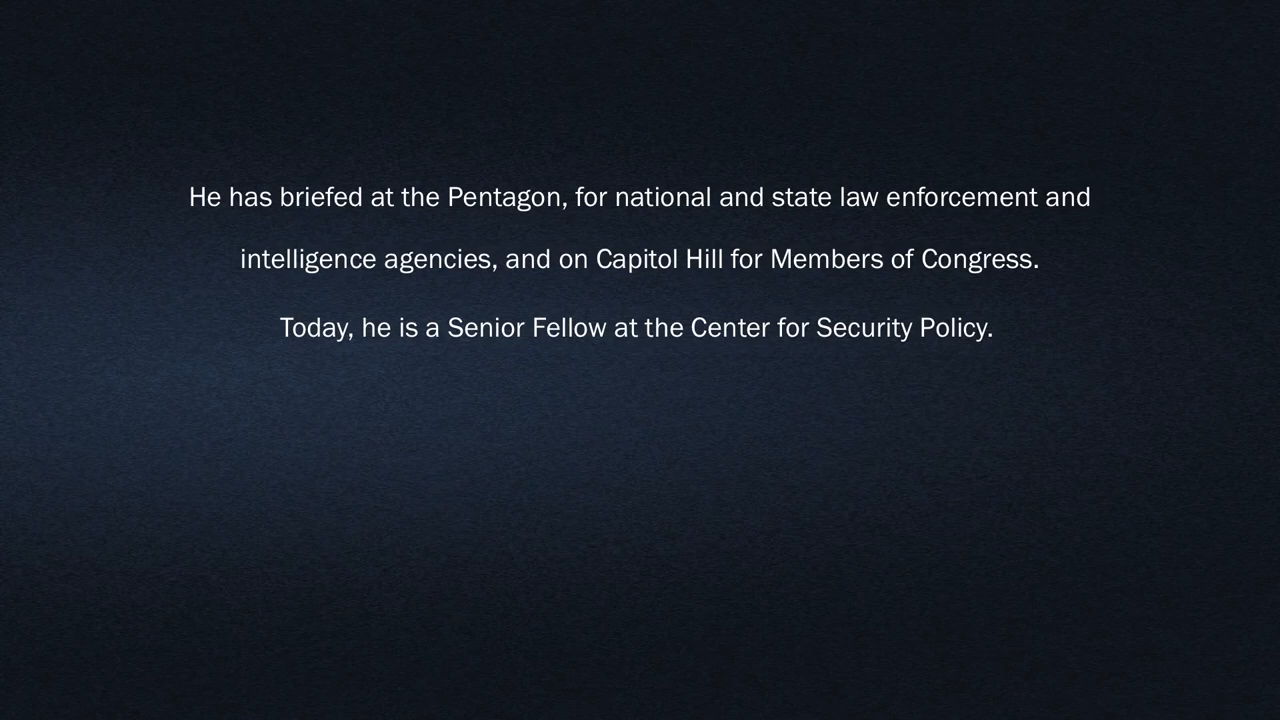 He has briefed at the Pentagon, for national and state law enforcement and
intelligence agencies, and on Capitol Hill for Members of Congress.
Today, he is a Senior Fellow at the Center for Security Policy.